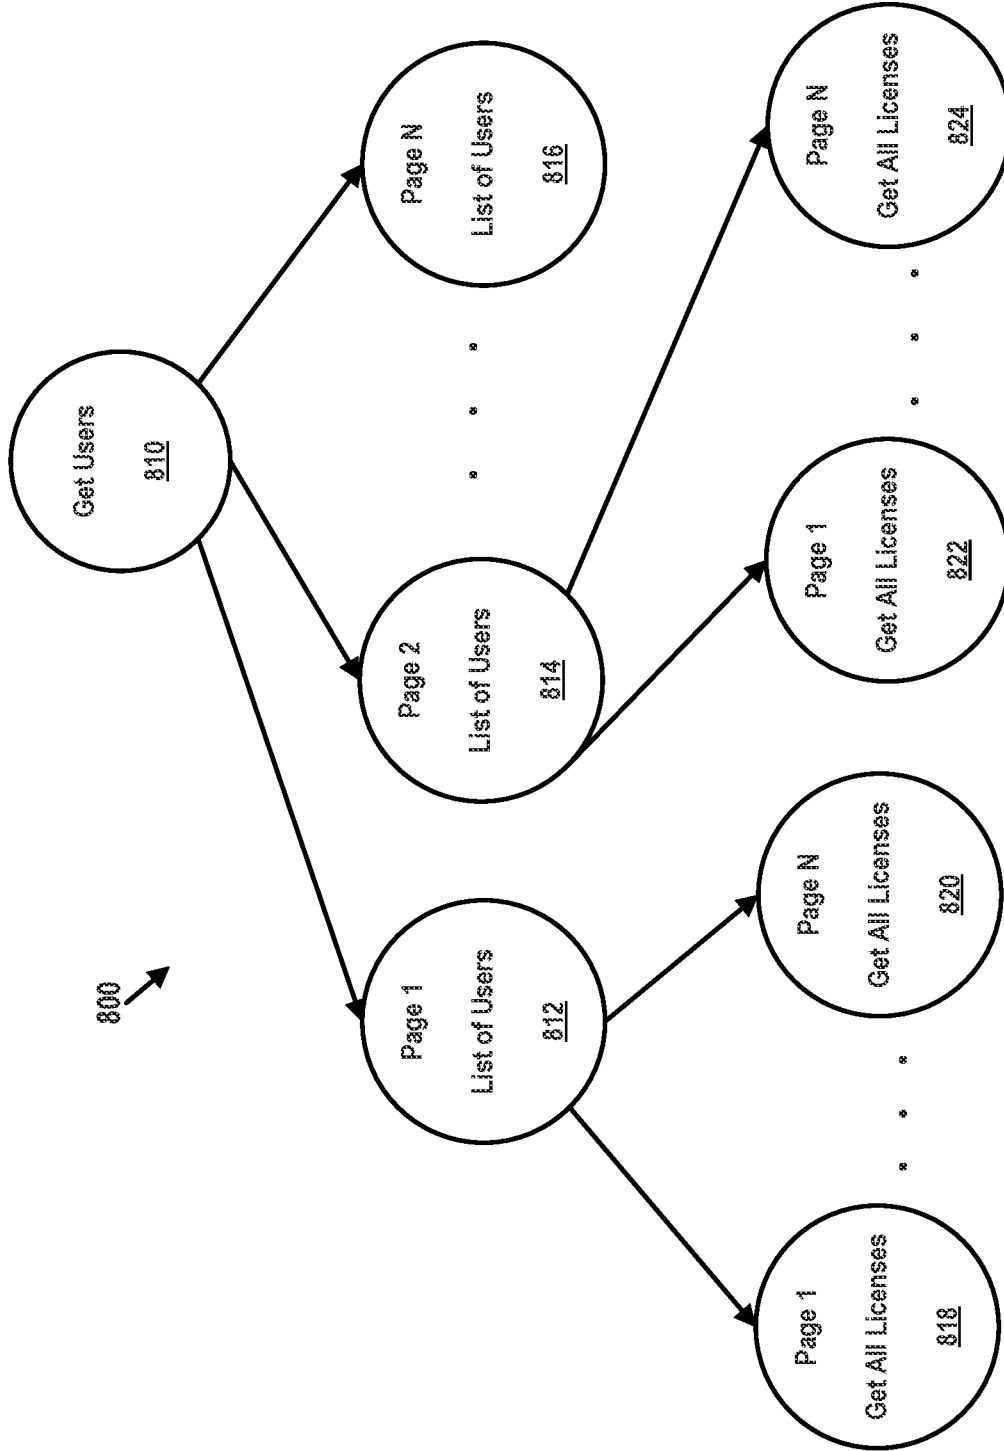 800
Get Users
810
Page 1
List of Users
812
Page 2
List of Users
814
Page N
List of Users
816
Page 1
Get All Licenses
818
Page N
Get All Licenses
820
Page 1
Get All Licenses
822
Page N
Get All Licenses
824